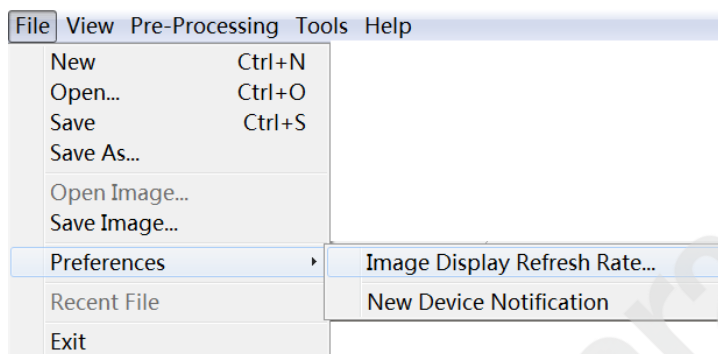 File View Pre-Processing Tools Help
New Ctrl+N
Open... Ctrl+O
Save Ctrl+S
Save As...
Open Image...
Save Image...
Preferences
Image Display Refresh Rate...
Recent File
New Device Notification
Exit